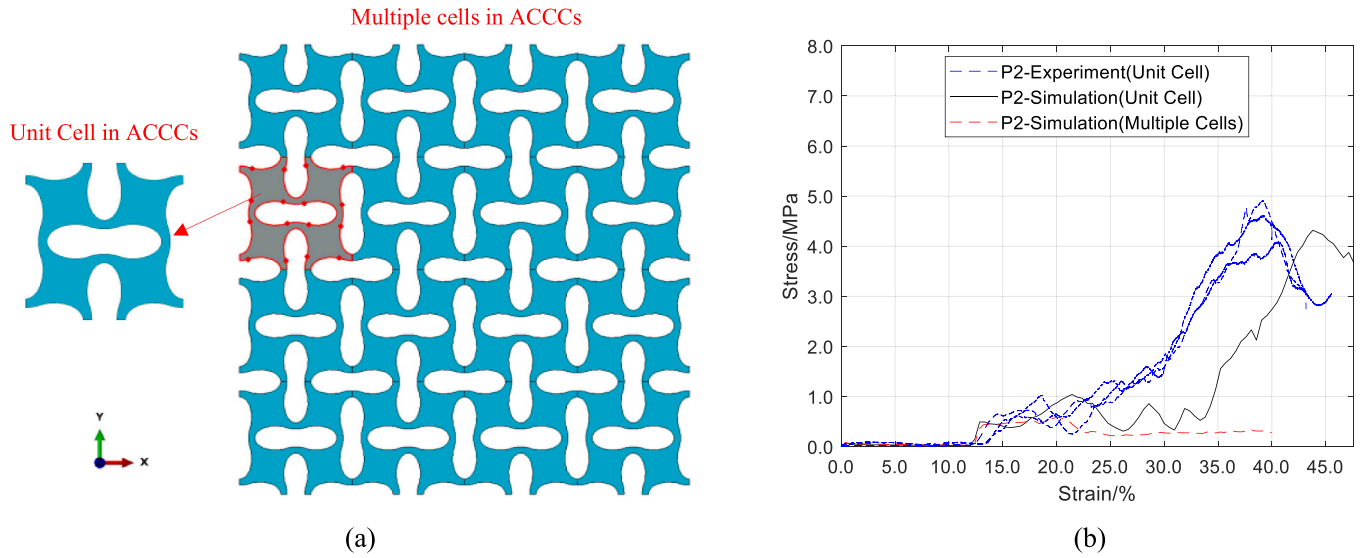 Multiple cells in ACCCs
Unit Cell in ACCCs
Y
X
(a)
8.0
7.0
6.0
5.0
4.0
3.0
2.0
1.0
0.0
Stress/MPa
P2-Experiment(Unit Cell)
P2-Simulation(Unit Cell)
P2-Simulation(Multiple Cells)
0.0 5.0 10.0 15.0 20.0 25.0 30.0 35.0 40.0 45.0
Strain/%
(b)